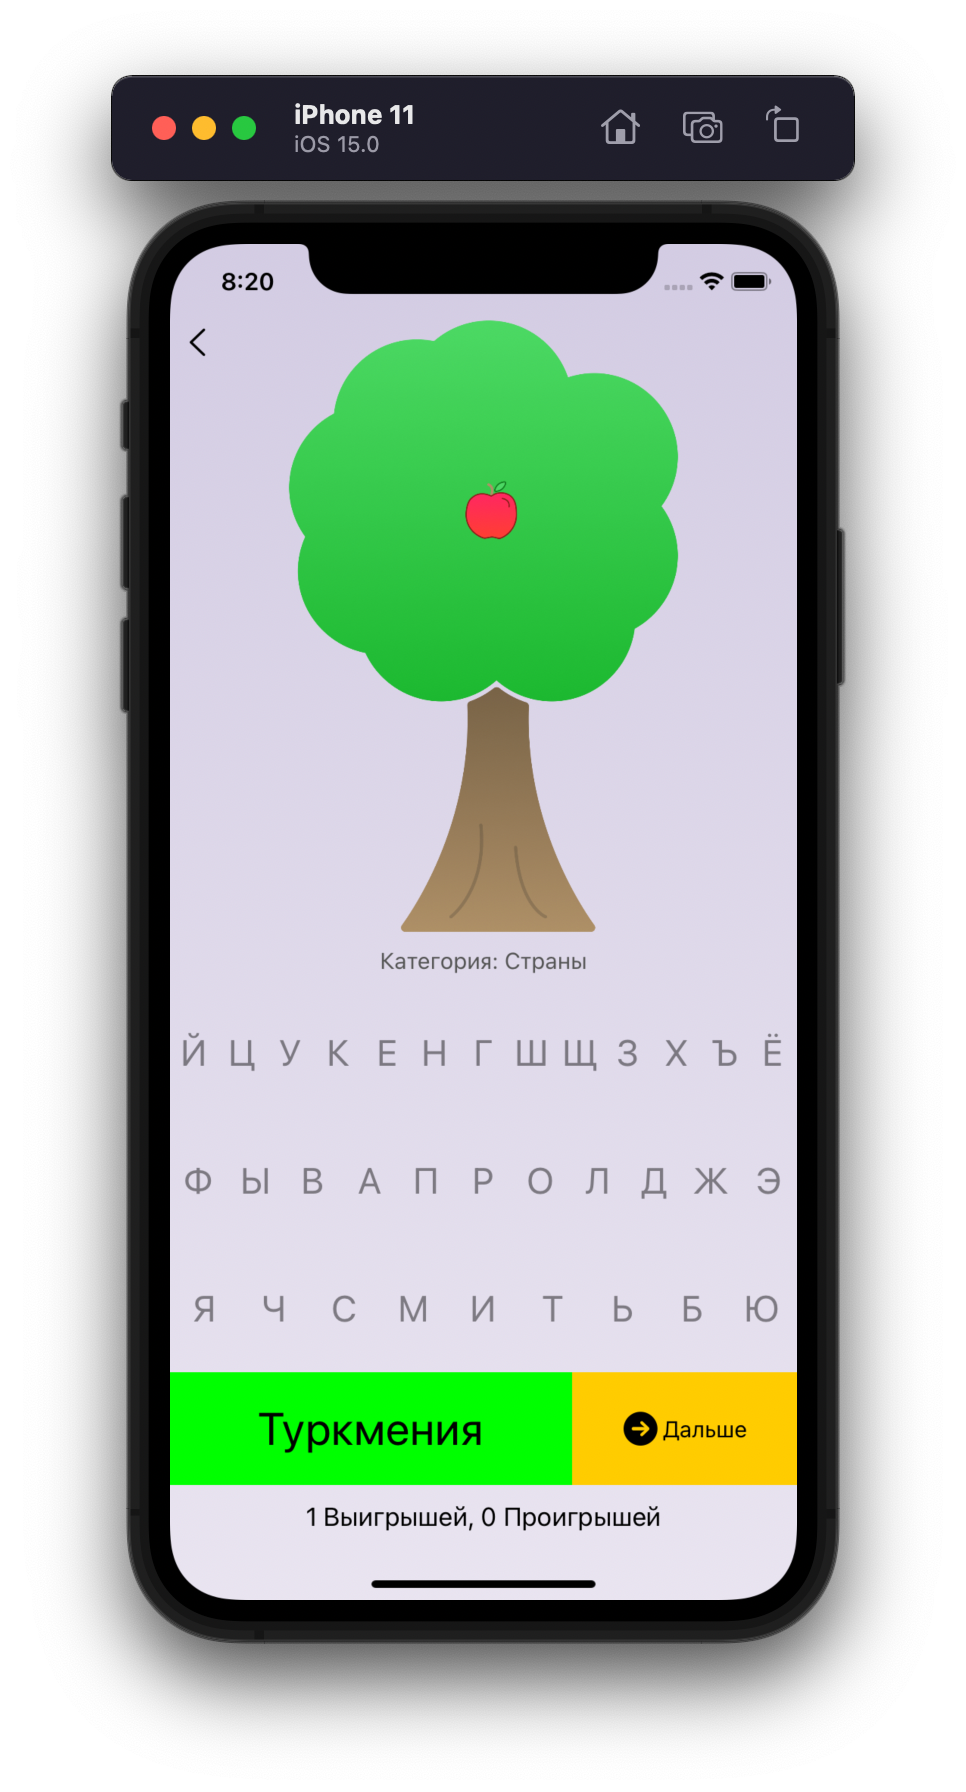 iPhone 11
iOS 15.0
8:20
Категория: Страны
Й Ц У К Е Н Г Ш Щ З Х Ъ Ё
Ф Ы В А П Р О Л Д Ж Э
Я Ч С М И Т Ь Б Ю
Туркмения
Дальше
1 Выигрышей, 0 Проигрышей